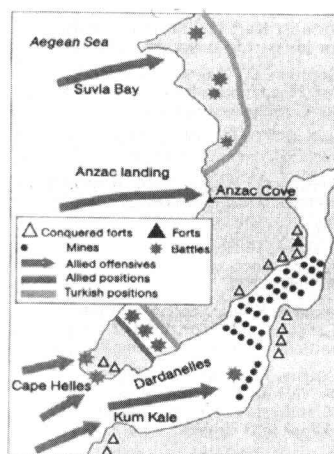 Aegean Sea
Suvla Bay
Anzac landing
Anzac Cove
Conquered forts
Forts
Mines
Battles
Allied offensives
Allied positions
Turkish positions
Dardanelles
Cape Helles
Kum Kale